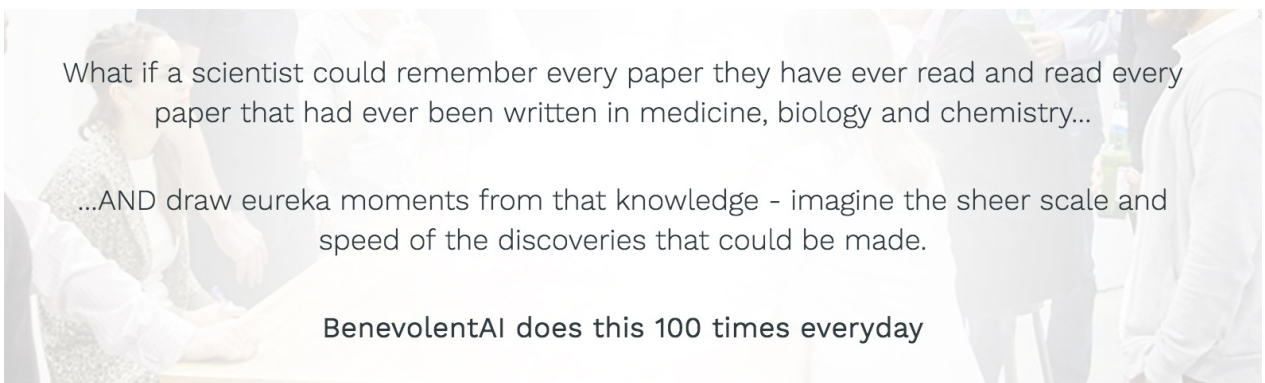 What if a scientist could remember every paper they have ever read and read every
paper that had ever been written in medicine, biology and chemistry...
...AND draw eureka moments from that knowledge - imagine the sheer scale and
speed of the discoveries that could be made.
BenevolentAI does this 100 times everyday